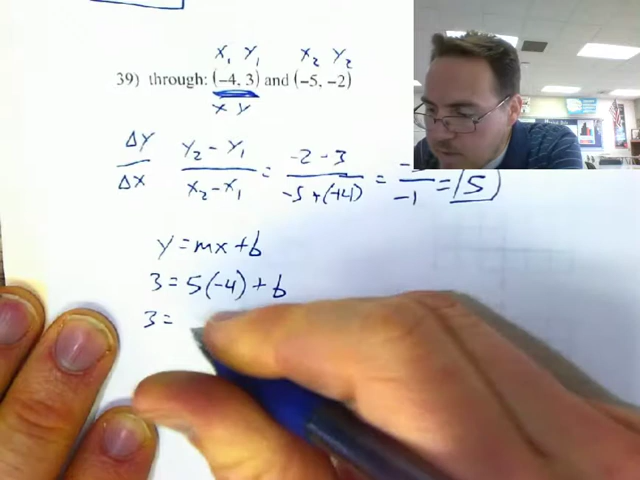 x₁ y₁ x₂ y₂
39) through: (−4, 3) and (−5, −2)
x y
Δy/Δx y₂ − y₁/x₂ − x₁ = −2 − 3/−5 + (+4) = −/−1 = 5
y = mx + b
3 = 5(−4) + b
3 =